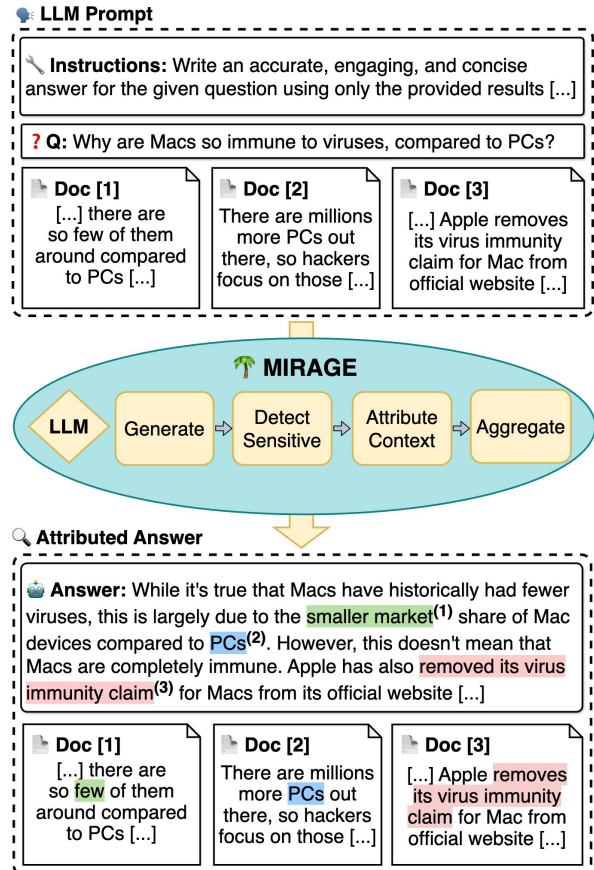 LLM Prompt
Instructions: Write an accurate, engaging, and concise
answer for the given question using only the provided results [...]
❓ Q: Why are Macs so immune to viruses, compared to PCs?
Doc [1]
[...] there are
so few of them
around compared
to PCs [...]
Doc [2]
There are millions
more PCs out
there, so hackers
focus on those [...]
Doc [3]
[...] Apple removes
its virus immunity
claim for Mac from
official website [...]
MIRAGE
LLM
Generate
Detect
Sensitive
Attribute
Context
Aggregate
Attributed Answer
Answer: While it's true that Macs have historically had fewer
viruses, this is largely due to the smaller market(1) share of Mac
devices compared to PCs(2). However, this doesn't mean that
Macs are completely immune. Apple has also removed its virus
immunity claim(3) for Macs from its official website [...]
Doc [1]
[...] there are
so few of them
around compared
to PCs [...]
Doc [2]
There are millions
more PCs out
there, so hackers
focus on those [...]
Doc [3]
[...] Apple removes
its virus immunity
claim for Mac from
official website [...]